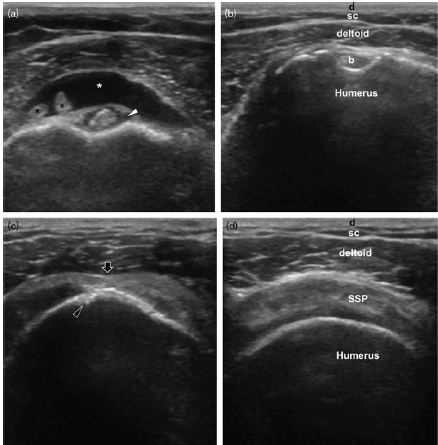 (a)
*
*
*
(b)
d
sc
deltoid
b
Humerus
(c)
(d)
d
sc
deltoid
SSP
Humerus